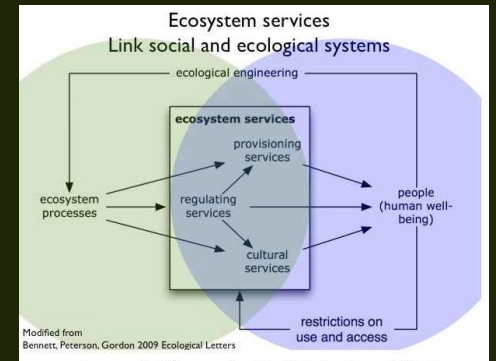 Ecosystem services
Link social and ecological systems
ecological engineering
ecosystem services
provisioning
services
ecosystem
processes
regulating
services
people
(human well-
being)
cultural
services
restrictions on
use and access
Modified from
Bennett, Peterson, Gordon 2009 Ecological Letters